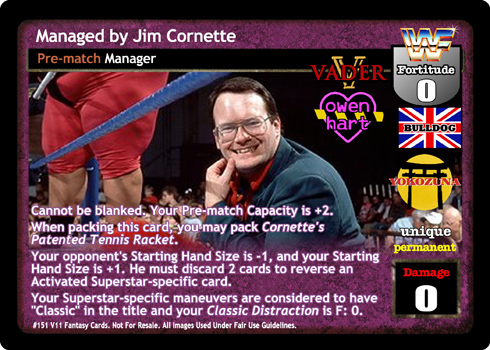 Managed by Jim Cornette
Pre-match Manager
WF
Fortitude
0
VADER
V
owen
hart
BULLDOG
YOKOZUNA
unique
permanent
Cannot be blanked. Your Pre-match Capacity is +2.
When packing this card, you may pack Cornette's
Patented Tennis Racket.
Your opponent's Starting Hand Size is -1, and your Starting
Hand Size is +1. He must discard 2 cards to reverse an
Activated Superstar-specific card.
Your Superstar-specific maneuvers are considered to have
"Classic" in the title and your Classic Distraction is F: 0.
Damage
0
#151 V11 Fantasy Cards. Not For Resale. All Images Used Under Fair Use Guidelines.